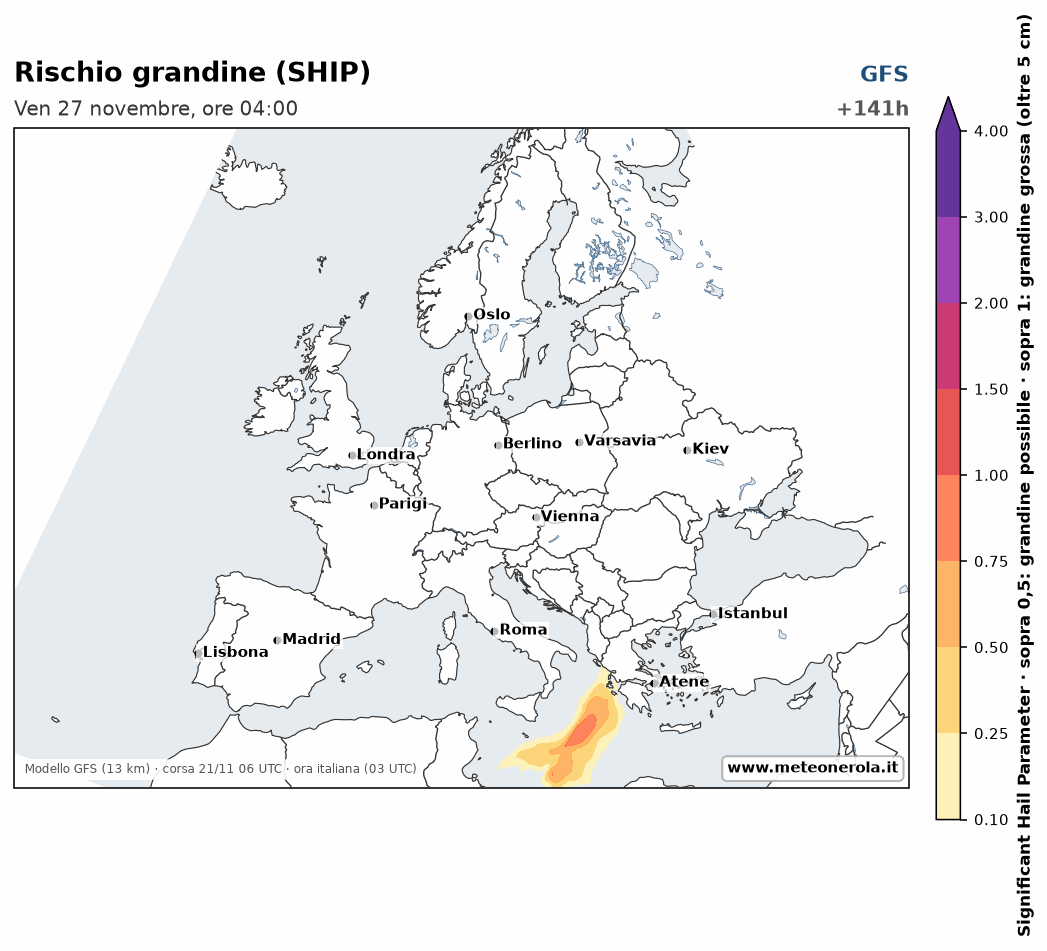 Rischio grandine (SHIP)
GFS
Ven 27 novembre, ore 04:00
+141h
Oslo
Berlino
Varsavia
Kiev
Londra
Parigi
Vienna
Istanbul
Roma
Madrid
Lisbona
Atene
Modello GFS (13 km) · corsa 21/11 06 UTC · ora italiana (03 UTC)
www.meteonerola.it
4.00
3.00
2.00
1.50
1.00
0.75
0.50
0.25
0.10
Significant Hail Parameter · sopra 0,5: grandine possibile · sopra 1: grandine grossa (oltre 5 cm)